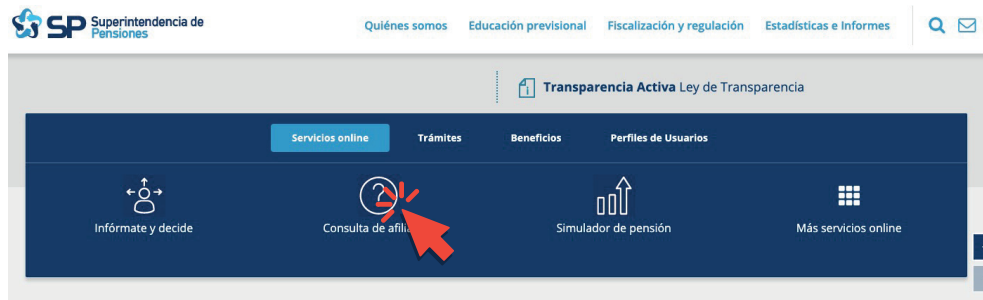 SP Superintendencia de
Pensiones
Quiénes somos Educación previsional Fiscalización y regulación Estadísticas e Informes
Transparencia Activa Ley de Transparencia
Servicios online Trámites Beneficios Perfiles de Usuarios
Infórmate y decide Consulta de Simulador de pensión Más servicios online